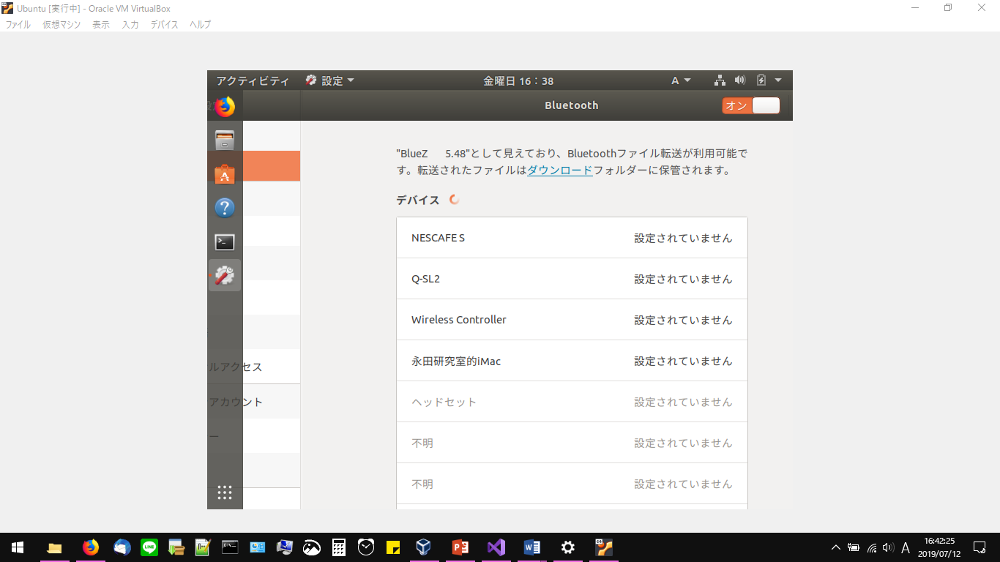 Ubuntu [実行中] - Oracle VM VirtualBox
ファイル 仮想マシン 表示 入力 デバイス ヘルプ
アクティビティ 設定 金曜日 16：38 A
Bluetooth オン
"BlueZ 5.48"として見えており、Bluetoothファイル転送が利用可能で
す。転送されたファイルはダウンロードフォルダーに保管されます。
デバイス
NESCAFE S 設定されていません
Q-SL2 設定されていません
Wireless Controller 設定されていません
永田研究室的iMac 設定されていません
ルアクセス
ヘッドセット 設定されていません
アカウント
ー
不明 設定されていません
不明 設定されていません
A 16:42:25
2019/07/12